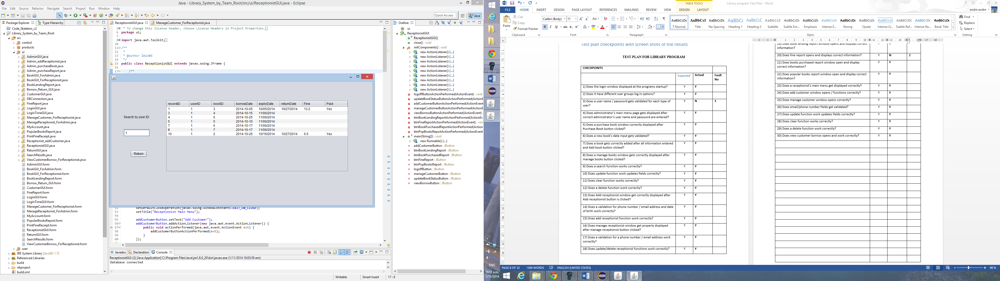 Java - Library_System_by_Team_Root/src/ui/ReceptionistGUI.java - Eclipse
File Edit Source Refactor Navigate Search Project Run Window Help
Quick Access
Java
Package Explorer
Type Hierarchy
Code_Skeleton_v2
Library_System_by_Team_Root
src
control
products
ui
AdiminGUI.java
Admin_addReceptionist.java
Admin_purchaseBook.java
Admin_purchaseReport.java
BookGUI_ForAdmin.java
BookGUI_ForReceptionist.java
BookLendingReport.java
Borrow_Return_GUI.java
CustomerGUI.java
DBConnection.java
FineReport.java
LoginGUI.java
LoginTimeGUI.java
ManageCustomer_ForReceptionist.java
ManageRecepitonist_ForAdmin.java
MyAccount.java
PopularBooksReport.java
PrintFineReceipt.java
Receptionist_addCustomer.java
ReceptionistGUI.java
ReturnGUI.java
SearchResults.java
ViewCustomerBorrow_ForReceptionist.java
AdiminGUI.form
BookGUI_ForAdmin.form
BookGUI_ForReceptionist.form
BookLendingReport.form
Borrow_Return_GUI.form
CustomerGUI.form
FineReport.form
LoginGUI.form
LoginTimeGUI.form
ManageCustomer_ForReceptionist.form
ManageRecepitonist_ForAdmin.form
MyAccount.form
PopularBooksReport.form
PrintFineReceipt.form
ReceptionistGUI.form
ReturnGUI.form
SearchResults.form
ViewCustomerBorrow_ForReceptionist.form
user
JRE System Library [JavaSE-1.7]
Referenced Libraries
build
nbproject
build.xml
ReceptionistGUI.java
ManageCustomer_ForReceptionist.java
2 * To change this license header, choose License Headers in Project Properties.
6 package ui;
7
8 import java.awt.Toolkit;
10
11 /**
12 *
13 * @author leiz03
14 */
15 public class ReceptionistGUI extends javax.swing.JFrame {
16
17 /**
Search by user ID:
1
Return
recordID userID bookID borrowDate expiryDate returnDate Fine Paid
1 1 3 2014-10-05 10/05/2014 10/27/2014 13.2 Yes
3 1 4 2014-10-15 11/06/2014
4 1 6 2014-10-25 11/06/2014
5 1 5 2014-10-10 11/06/2014
7 1 6 2014-10-17 11/06/2014
8 1 7 2014-10-17 11/06/2014
10 1 2 2014-10-26 10/16/2014 10/27/2014 6.6 Yes
52 setDefaultCloseOperation(javax.swing.WindowConstants.EXIT_ON_CLOSE);
53 setTitle("Receptionist Main Menu");
54
55 addCustomerButton.setText("Add Customer");
56 addCustomerButton.addActionListener(new java.awt.event.ActionListener() {
57 public void actionPerformed(java.awt.event.ActionEvent evt) {
58 addCustomerButtonActionPerformed(evt);
59 }
60 });
Javadoc Declaration Console
ReceptionistGUI (2) [Java Application] C:\Program Files\Java\jre1.8.0_20\bin\javaw.exe (1/11/2014 10:03:59 am)
Database connected
Writable Smart Insert 17 : 8
Outline
ui
ReceptionistGUI
ReceptionistGUI()
close() : void
initComponents() : void
new ActionListener() {...}
new ActionListener() {...}
new ActionListener() {...}
new ActionListener() {...}
new ActionListener() {...}
new ActionListener() {...}
new ActionListener() {...}
new ActionListener() {...}
new ActionListener() {...}
logoffButtonActionPerformed(ActionEvent) : void
updateBookStatusButtonActionPerformed(ActionEvent
addCustomerButtonActionPerformed(ActionEvent
manageCustomerButtonActionPerformed(ActionEv
viewBorrowButtonActionPerformed(ActionEvent) :
btnBookLendingReportActionPerformed(ActionEv
btnFineReportActionPerformed(ActionEvent) : voi
btnBookPurchasedReportActionPerformed(Action
btnPopBooksReportActionPerformed(ActionEvent)
main(String[]) : void
new Runnable() {...}
addCustomerButton : JButton
btnBookLendingReport : JButton
btnBookPurchasedReport : JButton
btnFineReport : JButton
btnPopBooksReport : JButton
logoffButton : JButton
manageCustomerButton : JButton
updateBookStatusButton : JButton
viewBorrowButton : JButton
ENG
10:11 a.m.
1/11/2014
TABLE TOOLS
Library program Test Plan - Word
FILE HOME INSERT DESIGN PAGE LAYOUT REFERENCES MAILINGS REVIEW VIEW DESIGN LAYOUT
andre andre
Paste
Cut
Copy
Format Painter
Calibri (Body) 11
AaBbCcDc AaBbCcI AaBbCcDc AaBbCc AaBbCcE AaBbCcC AaBbCcDc AaBbCcDc AaBbCcDc AaBbCcDc AaBbCcDc AaBbCcDc AABBCCDC AABBCCDC AaBbCcDc
Normal Title No Spacing Heading 1 Heading 2 Subtitle Subtle Em... Emphasis Intense E... Strong Quote Intense Q... Subtle Ref... Intense Re... Book Title
Find
Replace
Select
Clipboard Font Paragraph Styles Editing
Test plan checkpoints with screen shots of the results
TEST PLAN FOR LIBRARY PROGRAM
CHECKPOINTS
Expected Actual Fault No
1) Does the login window displayed at the programs startup? Y Y
2) Does it have different user groups log in options? Y Y
3) Does a user name / password gets validated for each type of user? Y N 1
4) Does administrator's main menu page gets displayed after correct administrator's user name and password are entered? Y Y
5) Does a purchase book window correctly displayed after Purchase Book button clicked? Y Y
6) Does a new book's data input gets validated? Y Y
7) Does a book gets correctly added after all information entered and Add book button clicked? Y Y
8) Does a manage books window gets correctly displayed after manage books button clicked? Y Y
9) Does a search function works correctly? Y Y
10) Does update function work updates fields correctly? Y Y
11) Does clear function works correctly? Y Y
12) Does a delete function work correctly? Y Y
13) Does Add receptionist window get correctly displayed after Add receptionist button is clicked? Y Y
14) Does a validation for phone number / email address and date of birth work correctly? Y Y
15) Does add receptionist function work correctly? Y Y
16) Does manage receptionist window get properly displayed after manage receptionist button clicked? Y Y
17) Does a validation for a phone number / email address work correctly? Y Y
18) Does update/delete receptionist functions work correctly? Y Y
19) Does book lending report window opens and displays correct information? Y Y
20) Does fine report opens and displays correct information? Y N 2
21) Does books purchased report window open and display correct information? Y Y
22) Does popular books report window open and display correct information? Y Y
23) Does a receptionist's main menu get displayed correctly? Y Y
24) Does add customer window opens / functions correctly? Y Y
25) Does manage customer window opens correctly? Y Y
26) Does email/phone number fields get validated? Y Y
27) Does update function work updates fields correctly? Y Y
28) Does clear function works correctly? Y Y
29) Does a delete function work correctly? Y Y
30) Does view customer borrow opens and work correctly? Y Y
PAGE 8 OF 32 1304 WORDS ENGLISH (UNITED STATES)
90 %